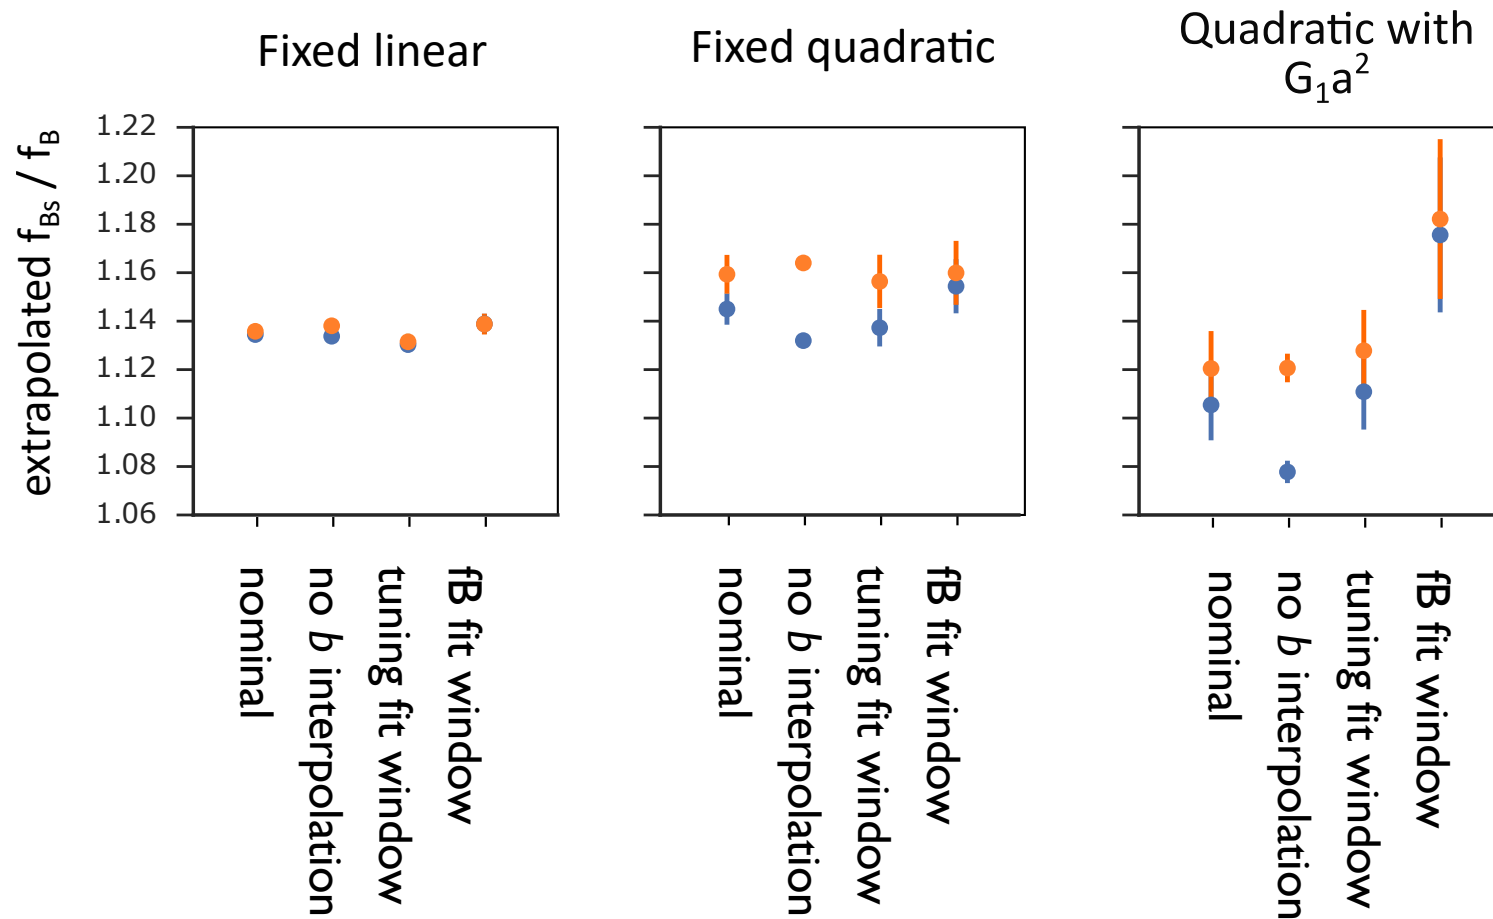 Fixed linear
Fixed quadratic
Quadratic with
G₁a²
extrapolated f_Bs / f_B
1.22
1.20
1.18
1.16
1.14
1.12
1.10
1.08
1.06
nominal
no b interpolation
tuning fit window
fB fit window
nominal
no b interpolation
tuning fit window
fB fit window
nominal
no b interpolation
tuning fit window
fB fit window